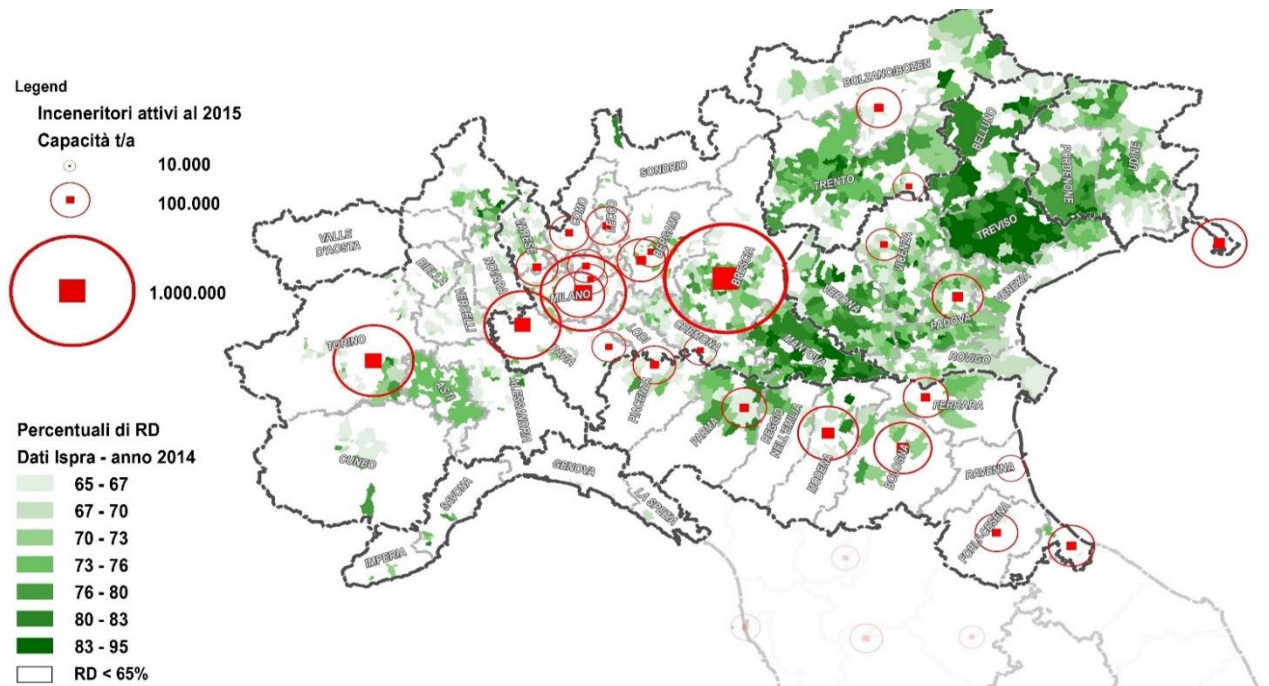 Legend
Inceneritori attivi al 2015
Capacità t/a
10.000
100.000
1.000.000
Percentuali di RD
Dati Ispra - anno 2014
65 - 67
67 - 70
70 - 73
73 - 76
76 - 80
80 - 83
83 - 95
RD < 65%
BOLZANO/BOZEN
SONDRIO
TRENTO
BELLUNO
PORDENONE
UDINE
TREVISO
VALLE
D'AOSTA
BIELLA
VERCELLI
NOVARA
VARESE
COMO
LECCO
BERGAMO
BRESCIA
MILANO
VICENZA
VERONA
VENEZIA
PADOVA
ROVIGO
TORINO
ASTI
ALESSANDRIA
PAVIA
LODI
CREMONA
MANTOVA
PIACENZA
PARMA
REGGIO
NELL'EMILIA
MODENA
BOLOGNA
FERRARA
RAVENNA
FORLI-CESENA
CUNEO
SAVONA
GENOVA
LA SPEZIA
IMPERIA